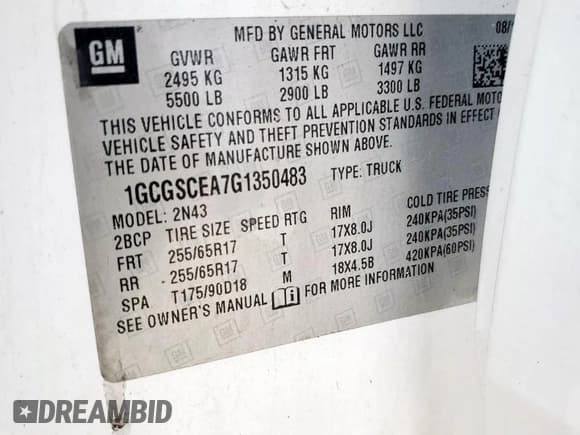 GM
MFD BY GENERAL MOTORS LLC 08/
GVWR GAWR FRT GAWR RR
2495 KG 1315 KG 1497 KG
5500 LB 2900 LB 3300 LB
THIS VEHICLE CONFORMS TO ALL APPLICABLE U.S. FEDERAL MOTO
VEHICLE SAFETY AND THEFT PREVENTION STANDARDS IN EFFECT
THE DATE OF MANUFACTURE SHOWN ABOVE.
1GCGSCEA7G1350483 TYPE: TRUCK
MODEL: 2N43
2BCP TIRE SIZE SPEED RTG RIM COLD TIRE PRESS
FRT 255/65R17 T 17X8.0J 240KPA(35PSI)
RR 255/65R17 T 17X8.0J 240KPA(35PSI)
SPA T175/90D18 M 18X4.5B 420KPA(60PSI)
SEE OWNER'S MANUAL FOR MORE INFORMATION
DREAMBID